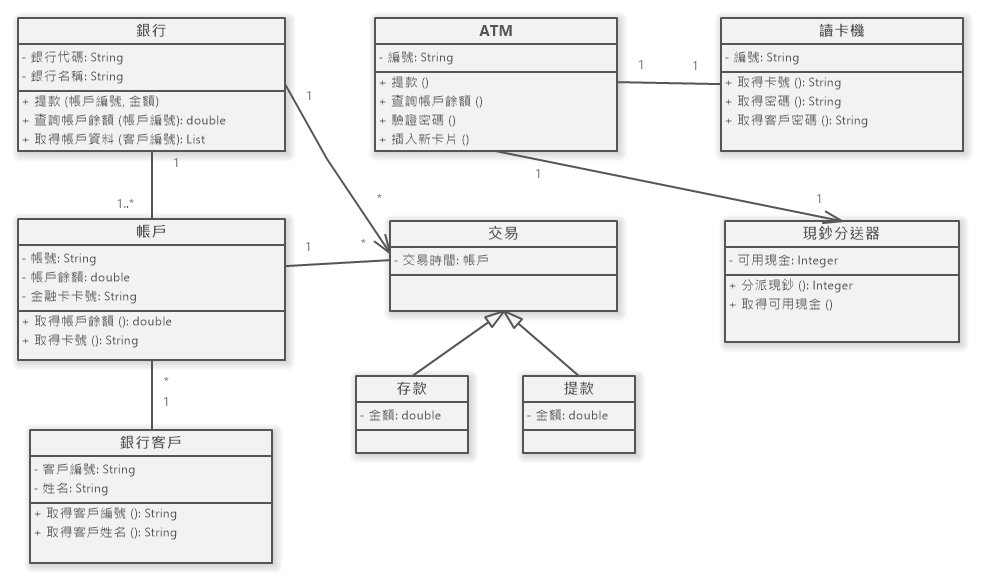 銀行
- 銀行代碼: String
- 銀行名稱: String
+ 提款 (帳戶編號, 金額)
+ 查詢帳戶餘額 (帳戶編號): double
+ 取得帳戶資料 (客戶編號): List
ATM
- 編號: String
+ 提款 ()
+ 查詢帳戶餘額 ()
+ 驗證密碼 ()
+ 插入新卡片 ()
讀卡機
- 編號: String
+ 取得卡號 (): String
+ 取得密碼 (): String
+ 取得客戶密碼 (): String
1
1
1
*
1
1..*
1
1
帳戶
- 帳號: String
- 帳戶餘額: double
- 金融卡卡號: String
+ 取得帳戶餘額 (): double
+ 取得卡號 (): String
1
*
交易
- 交易時間: 帳戶
現鈔分送器
- 可用現金: Integer
+ 分派現鈔 (): Integer
+ 取得可用現金 ()
*
1
存款
- 金額: double
提款
- 金額: double
銀行客戶
- 客戶編號: String
- 姓名: String
+ 取得客戶編號 (): String
+ 取得客戶姓名 (): String